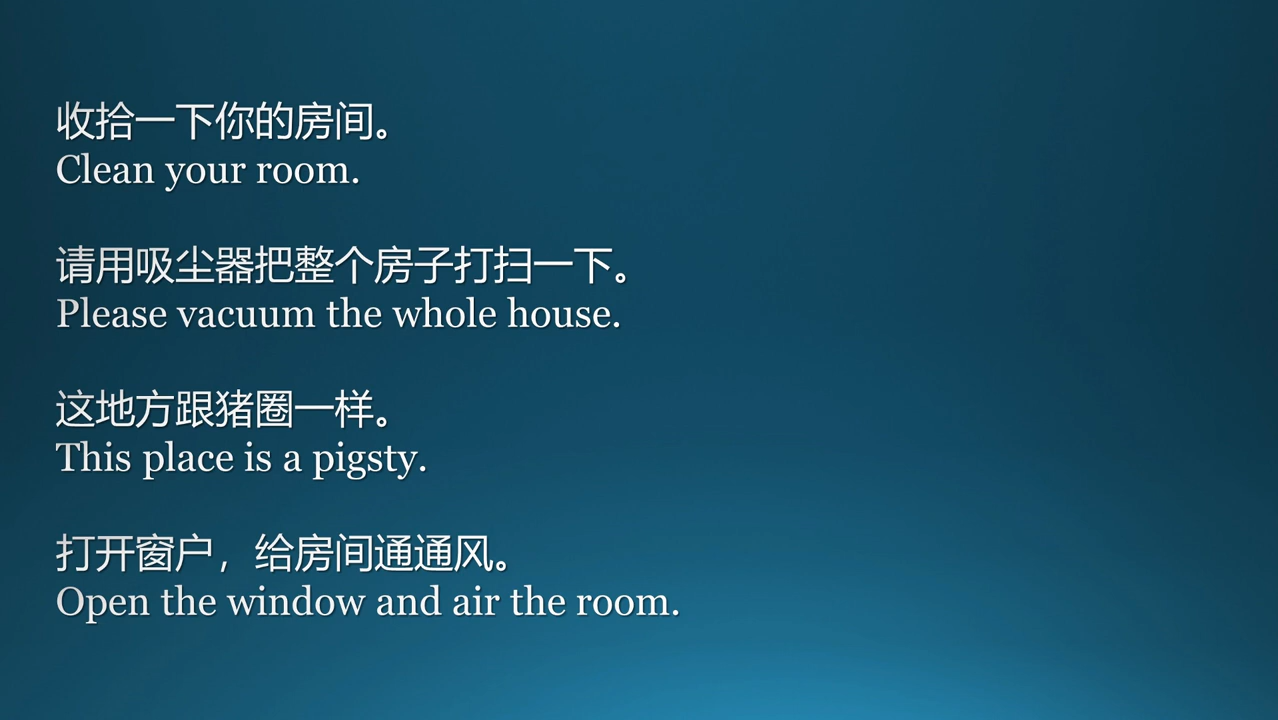 收拾一下你的房间。
Clean your room.
请用吸尘器把整个房子打扫一下。
Please vacuum the whole house.
这地方跟猪圈一样。
This place is a pigsty.
打开窗户，给房间通通风。
Open the window and air the room.